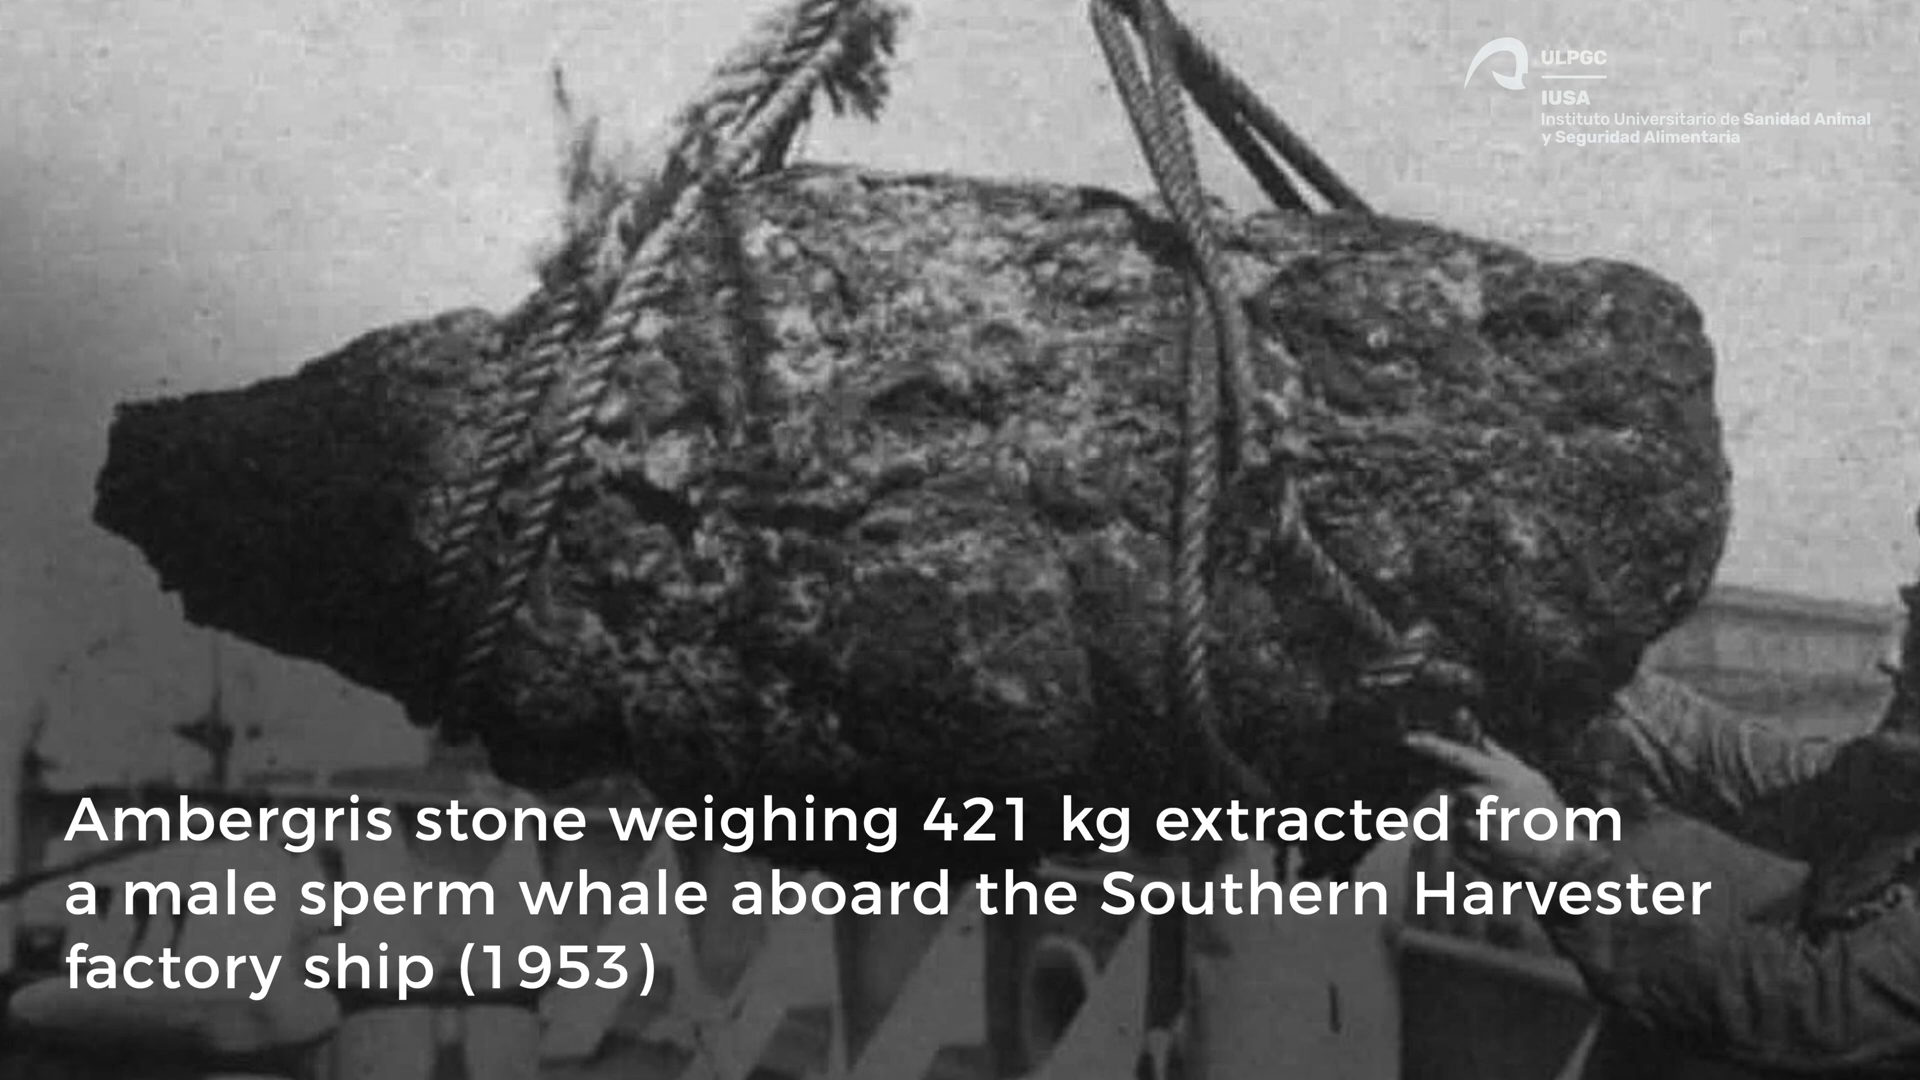 ULPGC
IUSA
Instituto Universitario de Sanidad Animal
y Seguridad Alimentaria
Ambergris stone weighing 421 kg extracted from
a male sperm whale aboard the Southern Harvester
factory ship (1953)